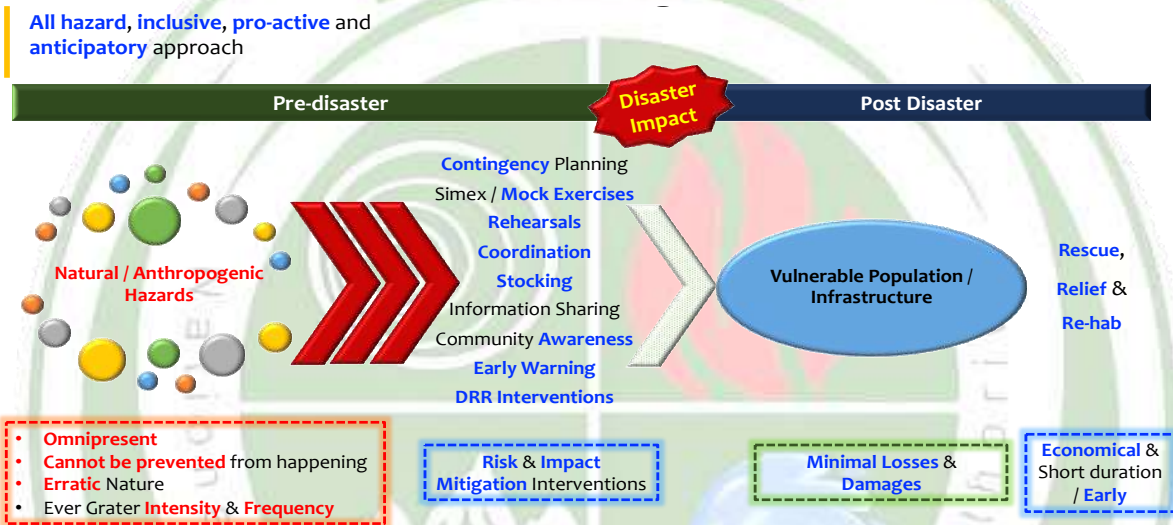 All hazard, inclusive, pro-active and
anticipatory approach
Pre-disaster
Disaster
Impact
Post Disaster
Natural / Anthropogenic
Hazards
Contingency Planning
Simex / Mock Exercises
Rehearsals
Coordination
Stocking
Information Sharing
Community Awareness
Early Warning
DRR Interventions
Vulnerable Population /
Infrastructure
Rescue,
Relief &
Re-hab
• Omnipresent
• Cannot be prevented from happening
• Erratic Nature
• Ever Grater Intensity & Frequency
Risk & Impact
Mitigation Interventions
Minimal Losses &
Damages
Economical &
Short duration
/ Early